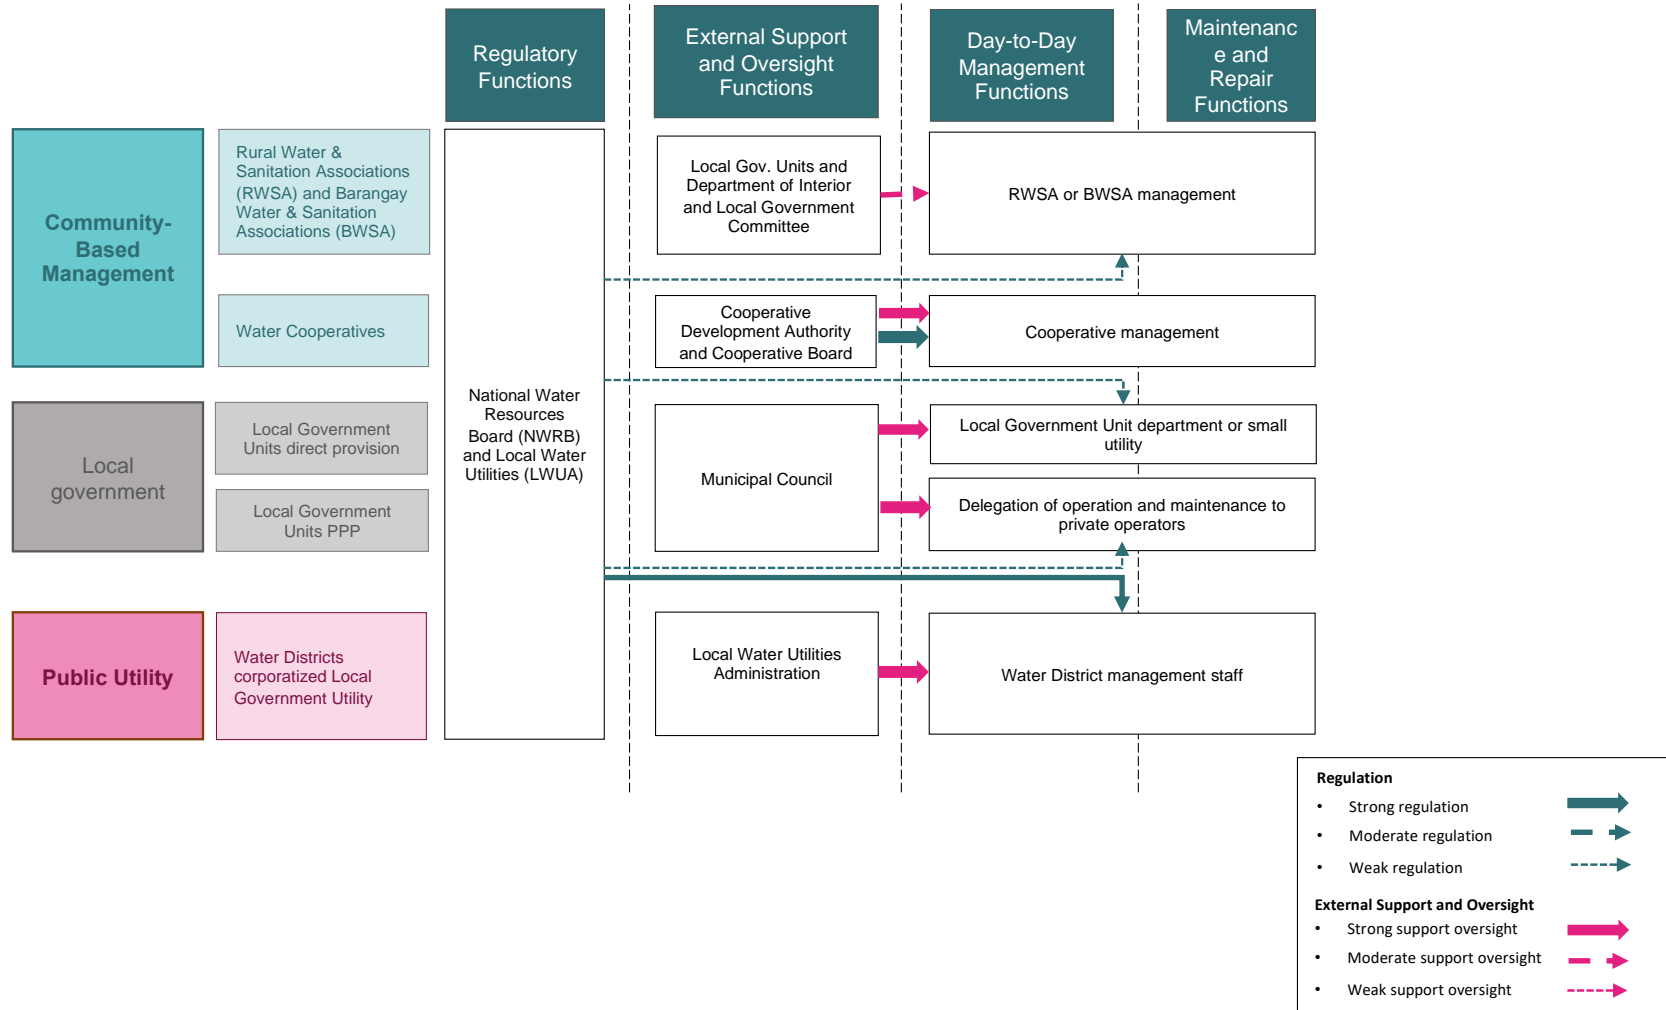 Regulatory
Functions
External Support
and Oversight
Functions
Day-to-Day
Management
Functions
Maintenanc
e and
Repair
Functions
Community-
Based
Management
Rural Water &
Sanitation Associations
(RWSA) and Barangay
Water & Sanitation
Associations (BWSA)
Water Cooperatives
Local
government
Local Government
Units direct provision
Local Government
Units PPP
Public Utility
Water Districts
corporatized Local
Government Utility
National Water
Resources
Board (NWRB)
and Local Water
Utilities (LWUA)
Local Gov. Units and
Department of Interior
and Local Government
Committee
RWSA or BWSA management
Cooperative
Development Authority
and Cooperative Board
Cooperative management
Municipal Council
Local Government Unit department or small
utility
Delegation of operation and maintenance to
private operators
Local Water Utilities
Administration
Water District management staff
Regulation
• Strong regulation
• Moderate regulation
• Weak regulation
External Support and Oversight
• Strong support oversight
• Moderate support oversight
• Weak support oversight